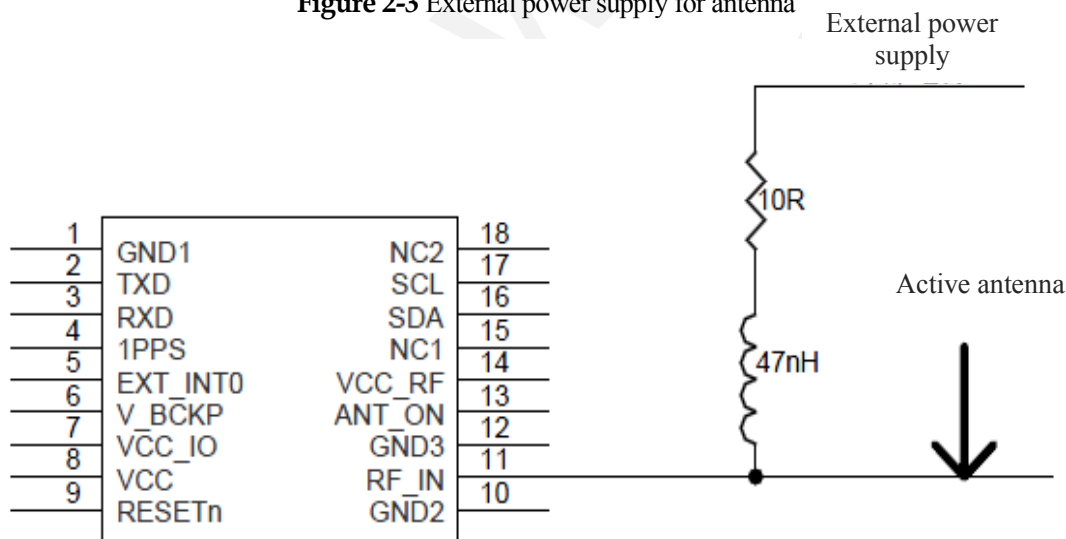 Figure 2-3 External power supply for antenna
External power
supply
10R
47nH
Active antenna
1
GND1
2
TXD
3
RXD
4
1PPS
5
EXT_INT0
6
V_BCKP
7
VCC_IO
8
VCC
9
RESETn
18
NC2
17
SCL
16
SDA
15
NC1
14
VCC_RF
13
ANT_ON
12
GND3
11
RF_IN
10
GND2